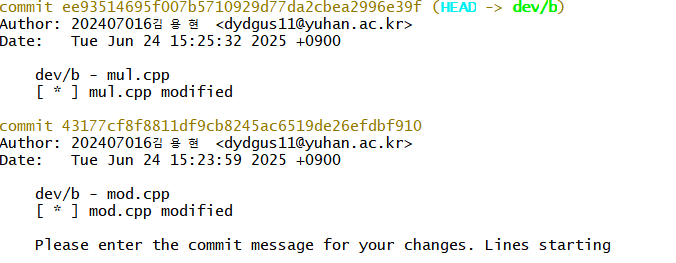 commit ee93514695f007b5710929d77da2cbea2996e39f (HEAD -> dev/b)
Author: 202407016김용현 <dydgus11@yuhan.ac.kr>
Date:   Tue Jun 24 15:25:32 2025 +0900

    dev/b - mul.cpp
    [ * ] mul.cpp modified

commit 43177cf8f8811df9cb8245ac6519de26efdbf910
Author: 202407016김용현 <dydgus11@yuhan.ac.kr>
Date:   Tue Jun 24 15:23:59 2025 +0900

    dev/b - mod.cpp
    [ * ] mod.cpp modified

    Please enter the commit message for your changes. Lines starting